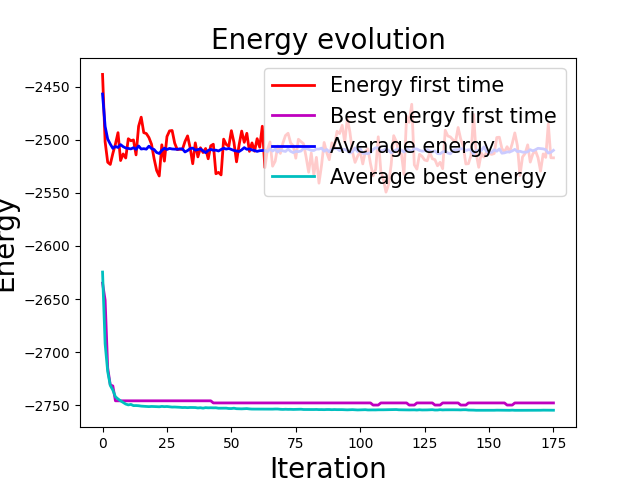 Energy evolution
Energy first time
Best energy first time
Average energy
Average best energy
Energy
−2450
−2500
−2550
−2600
−2650
−2700
−2750
0 25 50 75 100 125 150 175
Iteration